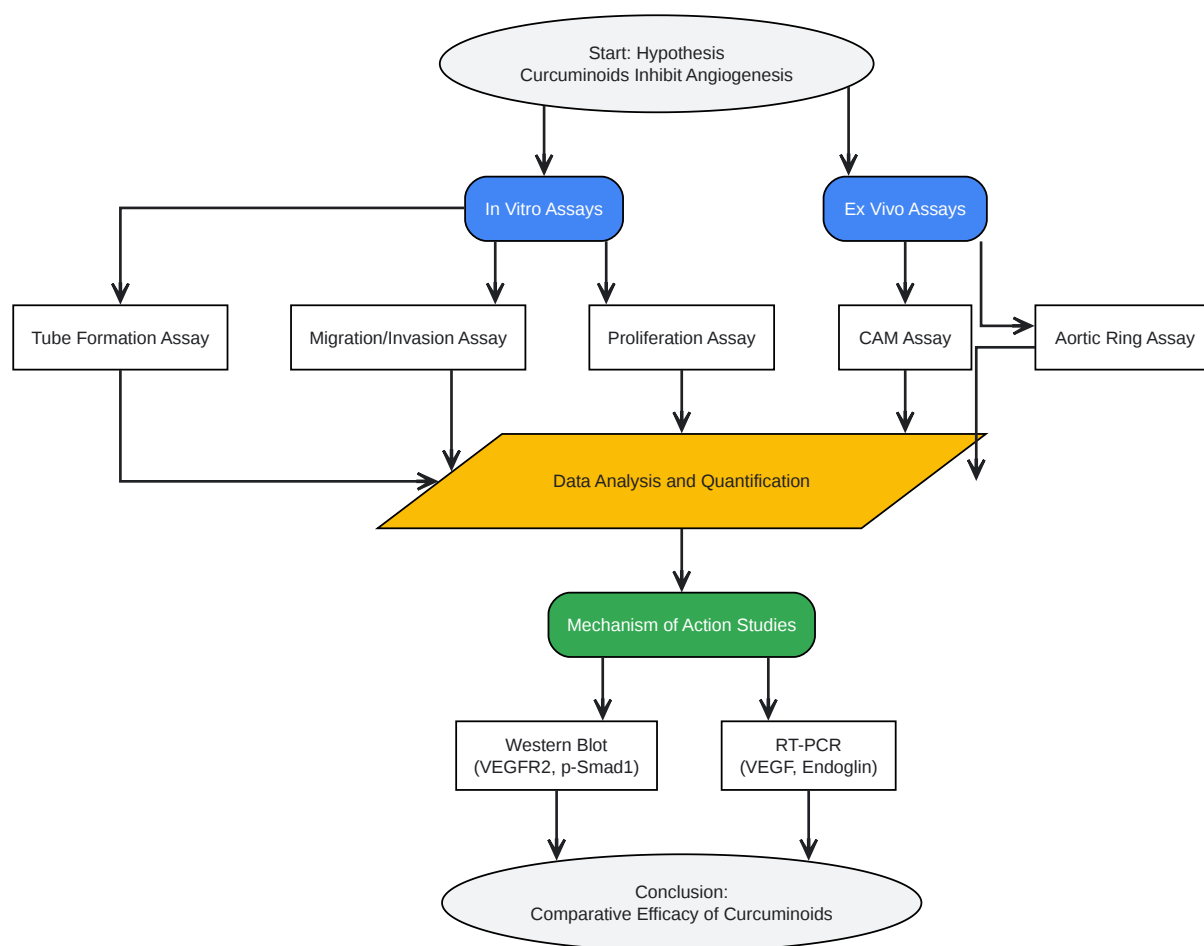 Start: Hypothesis
Curcuminoids Inhibit Angiogenesis
In Vitro Assays
Ex Vivo Assays
Tube Formation Assay
Migration/Invasion Assay
Proliferation Assay
CAM Assay
Aortic Ring Assay
Data Analysis and Quantification
Mechanism of Action Studies
Western Blot
(VEGFR2, p-Smad1)
RT-PCR
(VEGF, Endoglin)
Conclusion:
Comparative Efficacy of Curcuminoids